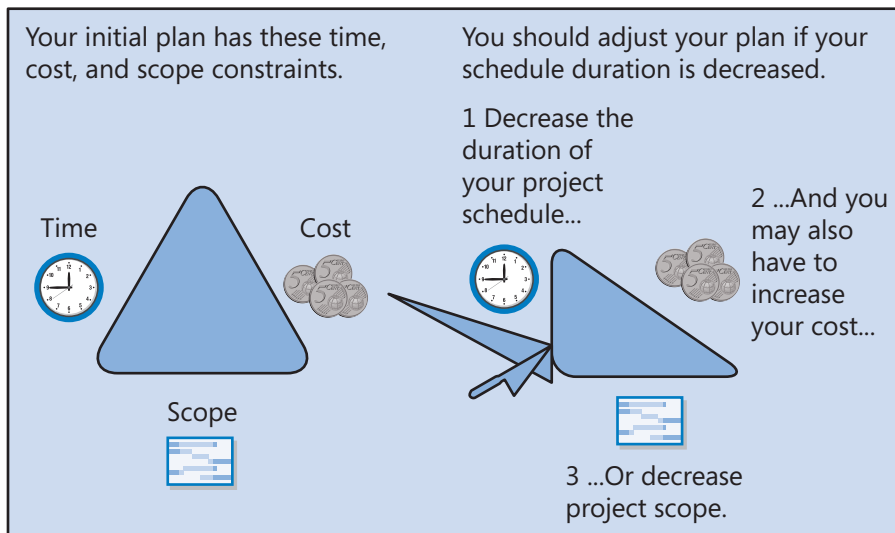 Your initial plan has these time,
cost, and scope constraints.
You should adjust your plan if your
schedule duration is decreased.
1 Decrease the
duration of
your project
schedule...
Time
Cost
2 ...And you
may also
have to
increase
your cost...
Scope
3 ...Or decrease
project scope.